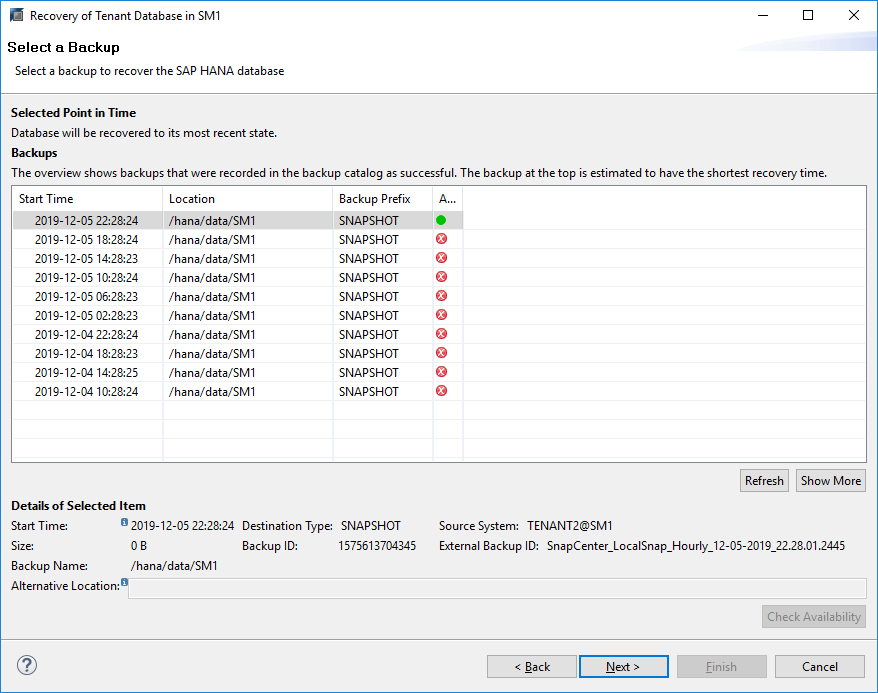 Recovery of Tenant Database in SM1
Select a Backup
Select a backup to recover the SAP HANA database
Selected Point in Time
Database will be recovered to its most recent state.
Backups
The overview shows backups that were recorded in the backup catalog as successful. The backup at the top is estimated to have the shortest recovery time.
Start Time Location Backup Prefix A...
2019-12-05 22:28:24 /hana/data/SM1 SNAPSHOT
2019-12-05 18:28:24 /hana/data/SM1 SNAPSHOT
2019-12-05 14:28:23 /hana/data/SM1 SNAPSHOT
2019-12-05 10:28:24 /hana/data/SM1 SNAPSHOT
2019-12-05 06:28:23 /hana/data/SM1 SNAPSHOT
2019-12-05 02:28:23 /hana/data/SM1 SNAPSHOT
2019-12-04 22:28:24 /hana/data/SM1 SNAPSHOT
2019-12-04 18:28:23 /hana/data/SM1 SNAPSHOT
2019-12-04 14:28:25 /hana/data/SM1 SNAPSHOT
2019-12-04 10:28:24 /hana/data/SM1 SNAPSHOT
Refresh Show More
Details of Selected Item
Start Time: 2019-12-05 22:28:24 Destination Type: SNAPSHOT Source System: TENANT2@SM1
Size: 0 B Backup ID: 1575613704345 External Backup ID: SnapCenter_LocalSnap_Hourly_12-05-2019_22.28.01.2445
Backup Name: /hana/data/SM1
Alternative Location:
Check Availability
? < Back Next > Finish Cancel